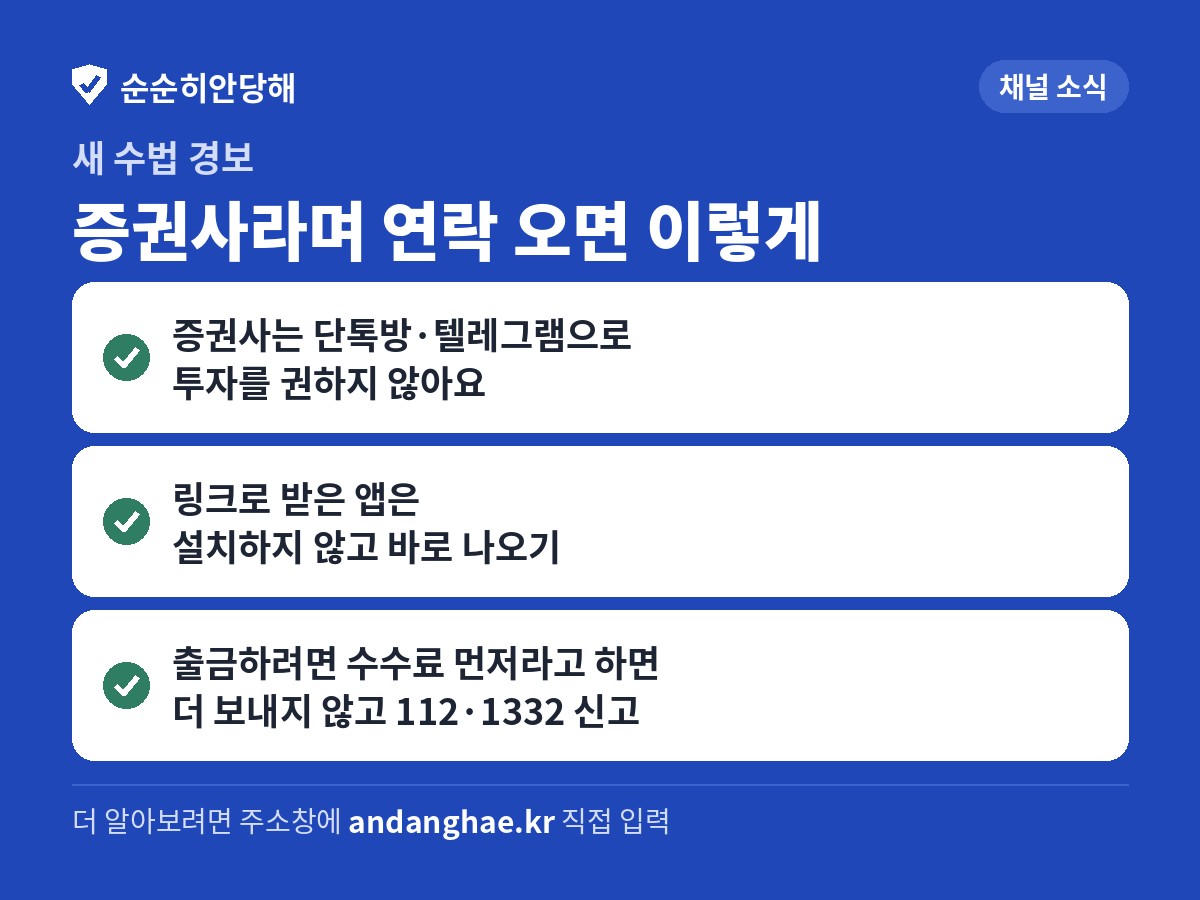 순순히안당해
채널 소식
새 수법 경보
증권사라며 연락 오면 이렇게
증권사는 단톡방·텔레그램으로
투자를 권하지 않아요
링크로 받은 앱은
설치하지 않고 바로 나오기
출금하려면 수수료 먼저라고 하면
더 보내지 않고 112·1332 신고
더 알아보려면 주소창에 andanghae.kr 직접 입력